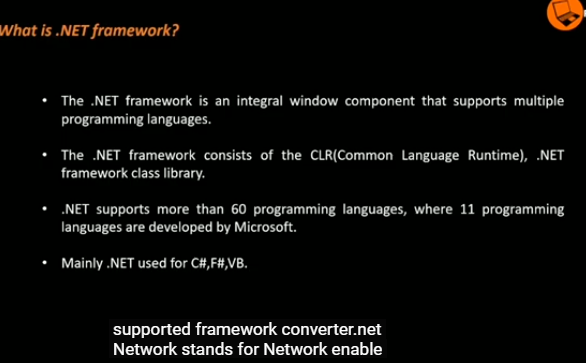 What is .NET framework?
• The .NET framework is an integral window component that supports multiple
programming languages.
• The .NET framework consists of the CLR(Common Language Runtime), .NET
framework class library.
• .NET supports more than 60 programming languages, where 11 programming
languages are developed by Microsoft.
• Mainly .NET used for C#,F#,VB.
supported framework converter.net
Network stands for Network enable